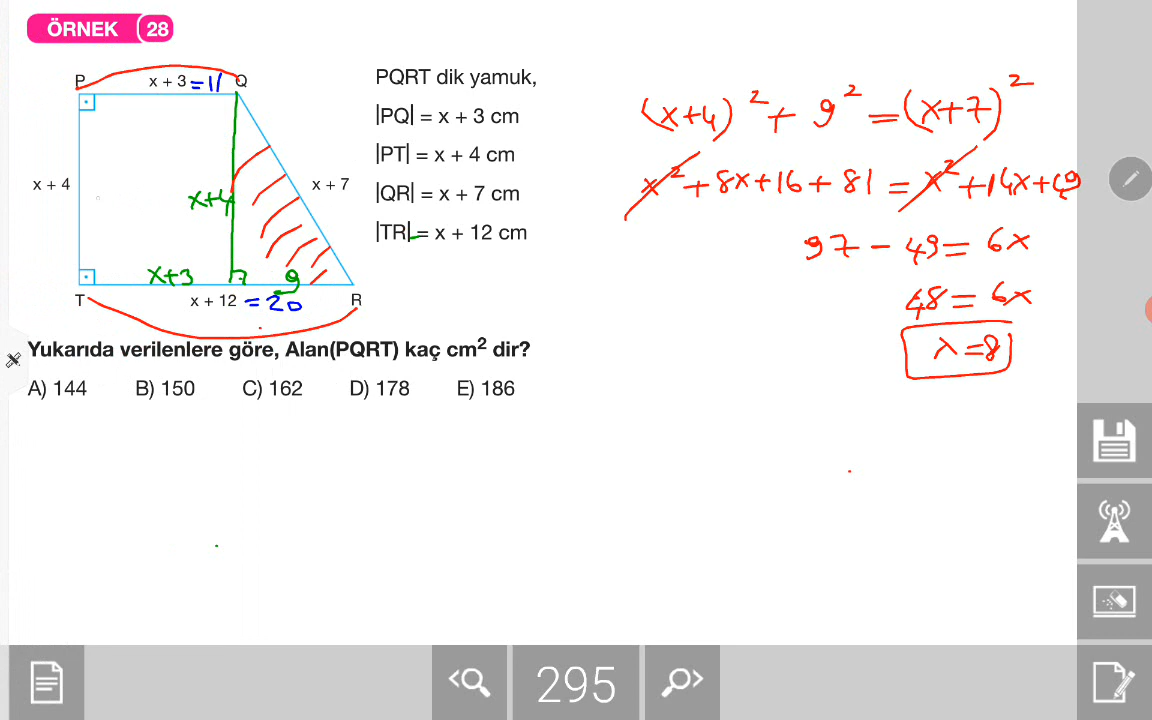 ÖRNEK 28
P
x + 3 = 11
Q
x + 4
x+4
x + 7
x+3
9
T
x + 12 = 20
R
PQRT dik yamuk,
|PQ| = x + 3 cm
|PT| = x + 4 cm
|QR| = x + 7 cm
|TR| = x + 12 cm
Yukarıda verilenlere göre, Alan(PQRT) kaç cm² dir?
A) 144 B) 150 C) 162 D) 178 E) 186
(x+4)² + 9² = (x+7)²
x² + 8x + 16 + 81 = x² + 14x + 49
97 - 49 = 6x
48 = 6x
x = 8
295